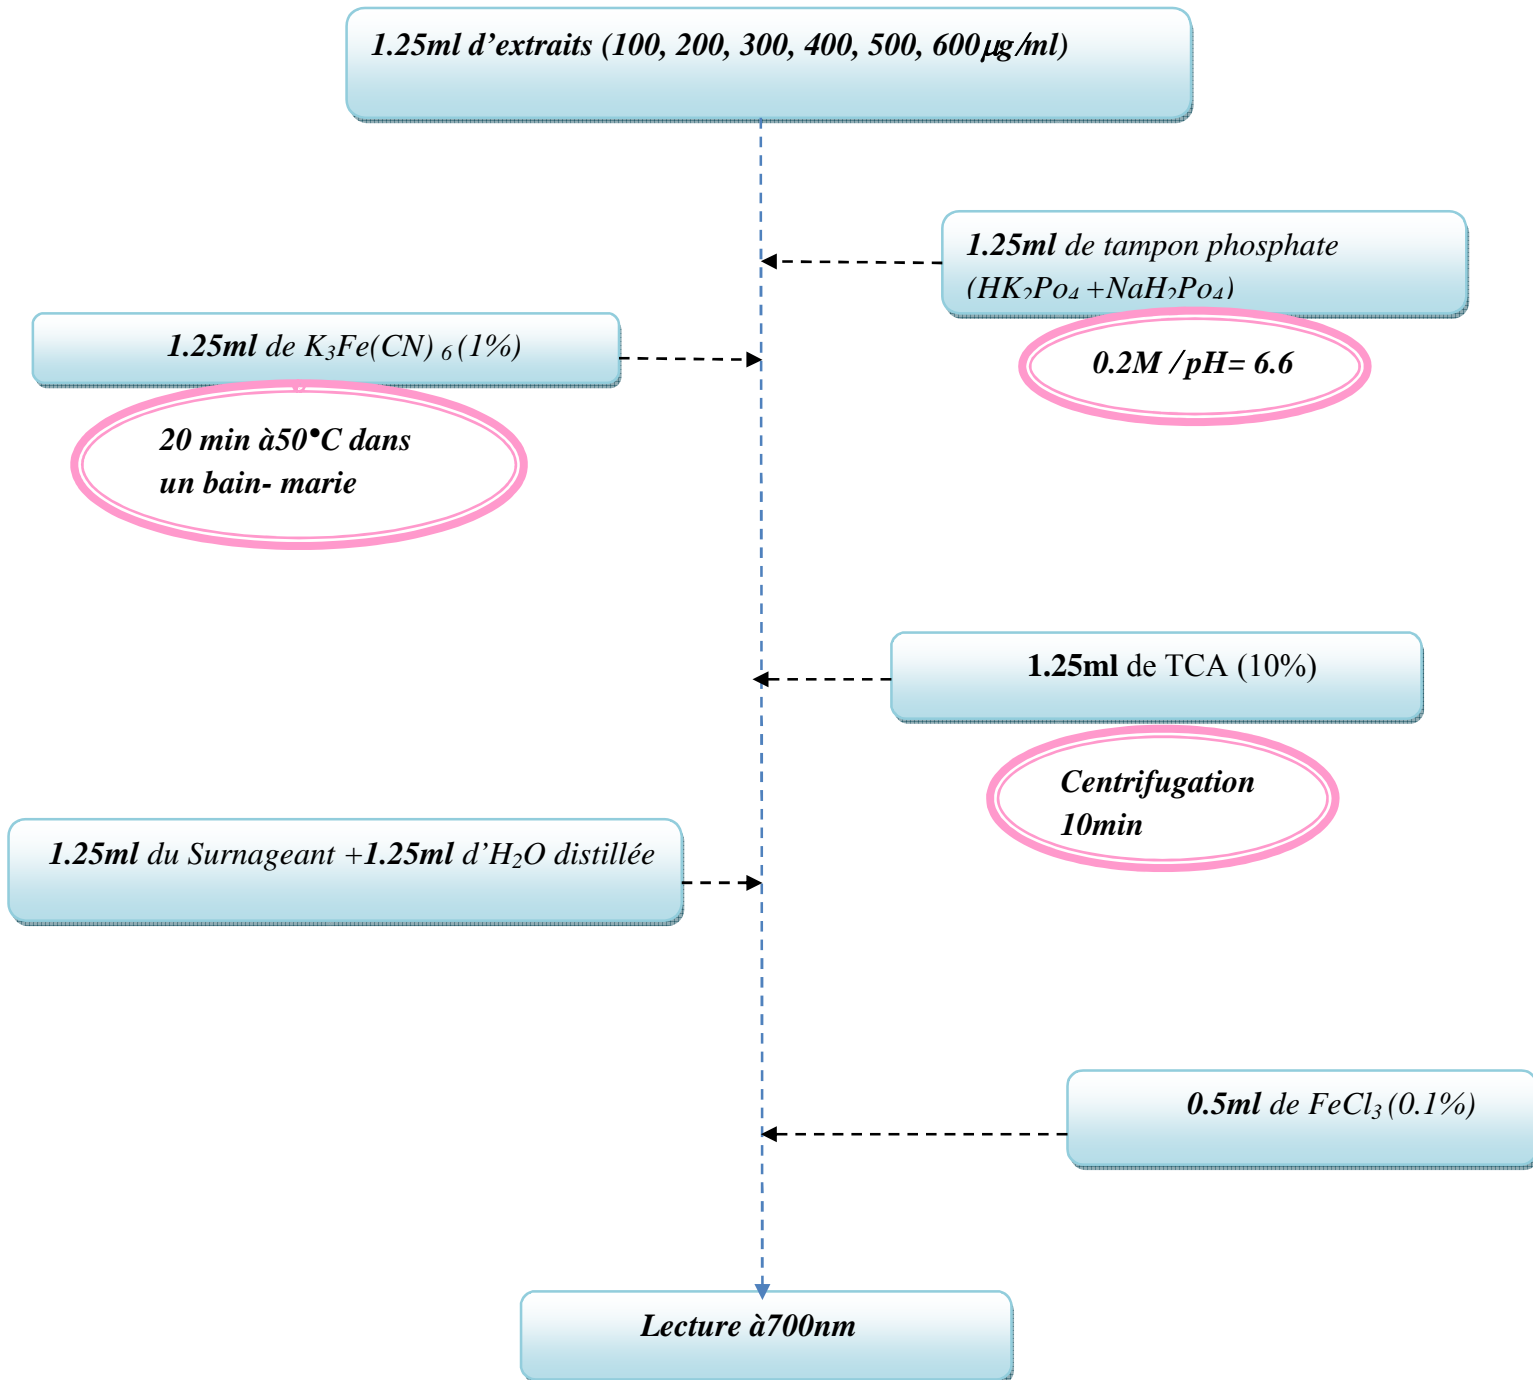 1.25ml d’extraits (100, 200, 300, 400, 500, 600µg/ml)
1.25ml de tampon phosphate
(HK₂Po₄ +NaH₂Po₄)
0.2M / pH= 6.6
1.25ml de K₃Fe(CN) ₆ (1%)
20 min à50°C dans
un bain- marie
1.25ml de TCA (10%)
Centrifugation
10min
1.25ml du Surnageant +1.25ml d’H₂O distillée
0.5ml de FeCl₃ (0.1%)
Lecture à700nm